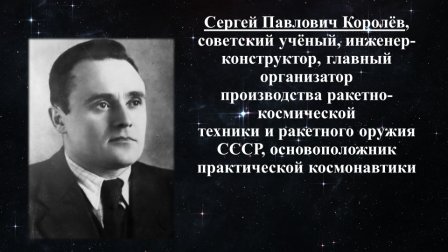 Сергей Павлович Королёв,
советский учёный, инженер-
конструктор, главный
организатор
производства ракетно-
космической
техники и ракетного оружия
СССР, основоположник
практической космонавтики